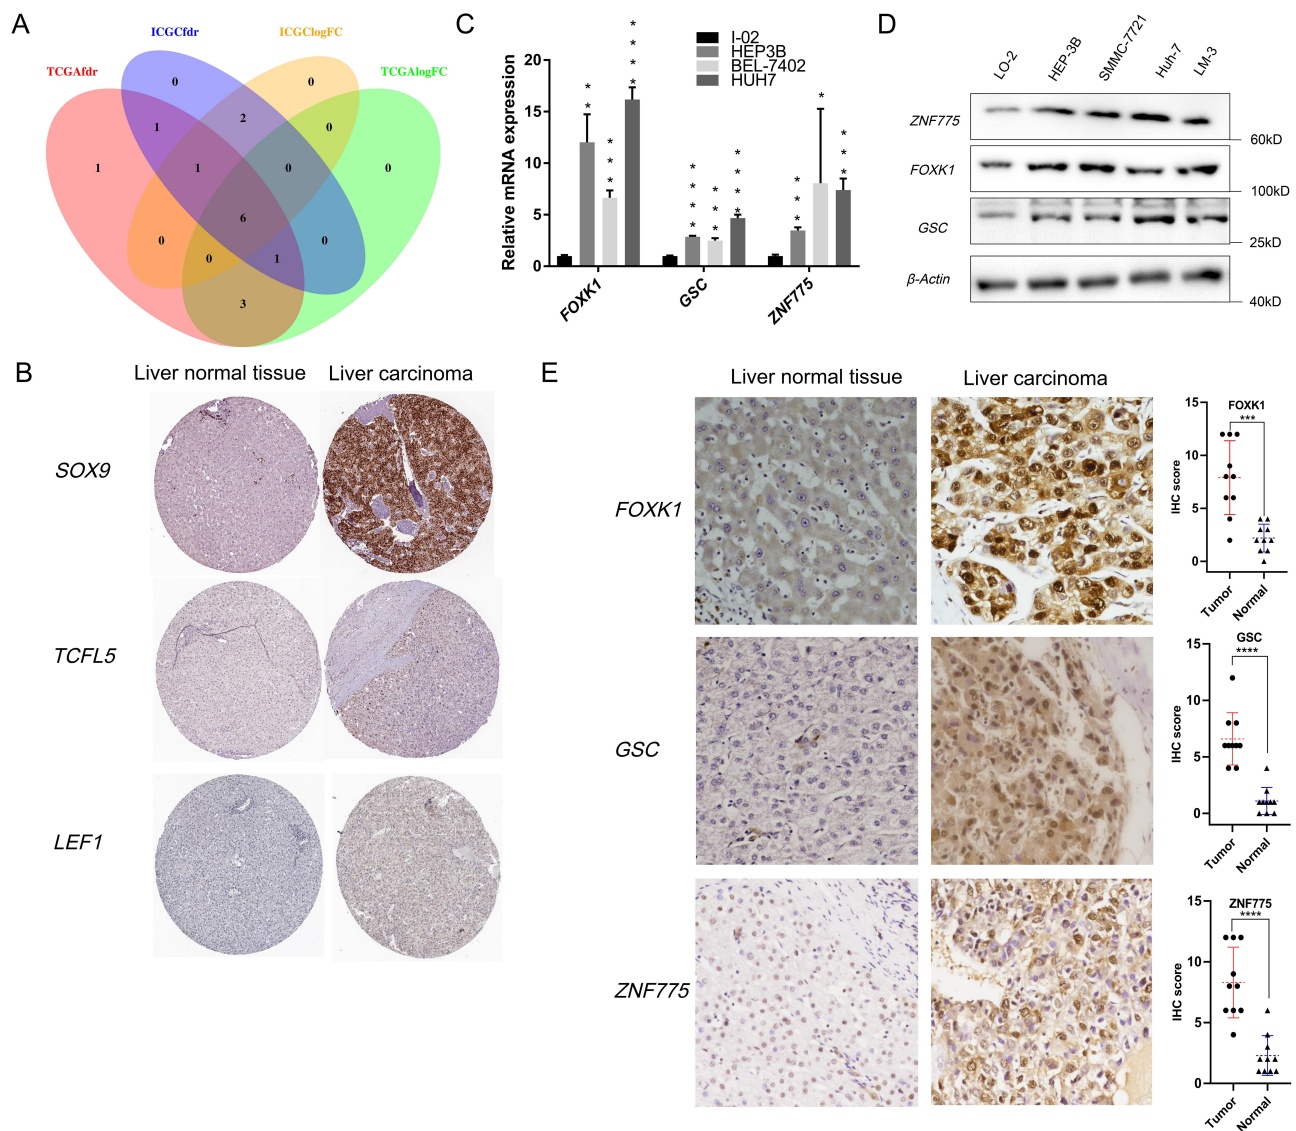 A
ICGCfdr
ICGClogFC
TCGAfdr
TCGAlogFC
0
0
2
1
0
1
1
0
0
6
0
0
0
1
3
C
Relative mRNA expression
20
15
10
5
0
I-02
HEP3B
BEL-7402
HUH7
* *
* * *
* * * *
* * * *
* * *
* * * *
* * *
*
* * *
FOXK1
GSC
ZNF775
D
LO-2
HEP-3B
SMMC-7721
Huh-7
LM-3
ZNF775
60kD
FOXK1
100kD
GSC
25kD
β-Actin
40kD
B
Liver normal tissue
Liver carcinoma
SOX9
TCFL5
LEF1
E
Liver normal tissue
Liver carcinoma
FOXK1
GSC
ZNF775
FOXK1
***
IHC score
15
10
5
0
Tumor
Normal
GSC
****
IHC score
15
10
5
0
Tumor
Normal
ZNF775
****
IHC score
15
10
5
0
Tumor
Normal